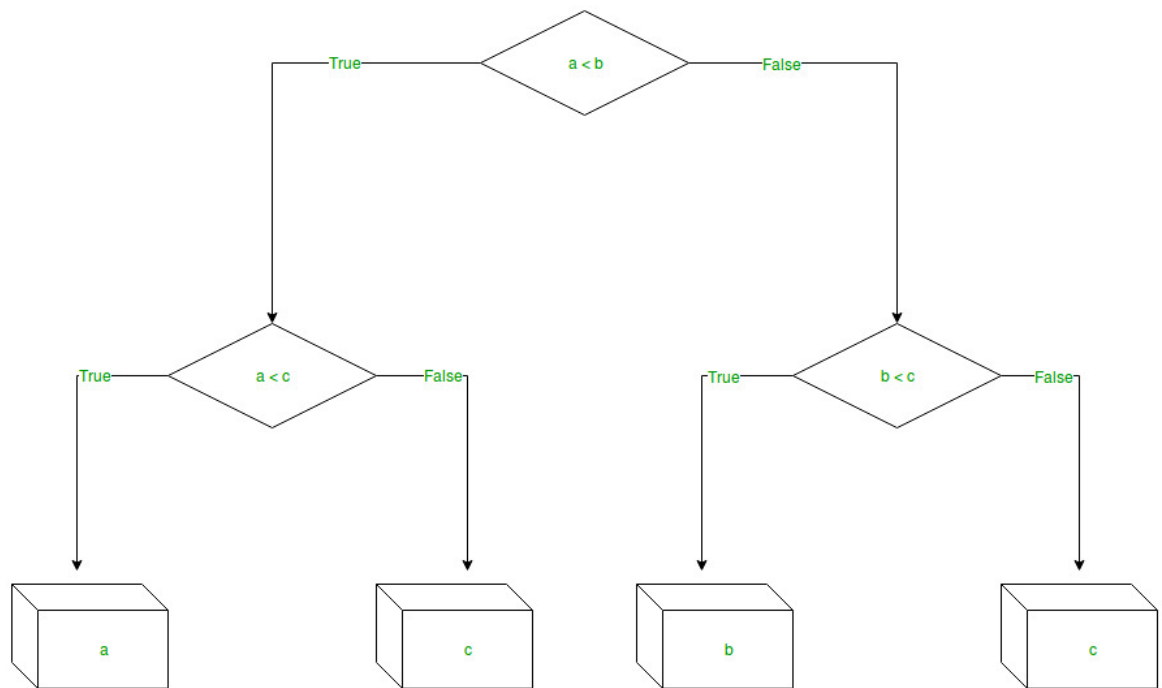 a < b
True
False
a < c
True
False
b < c
True
False
a
c
b
c